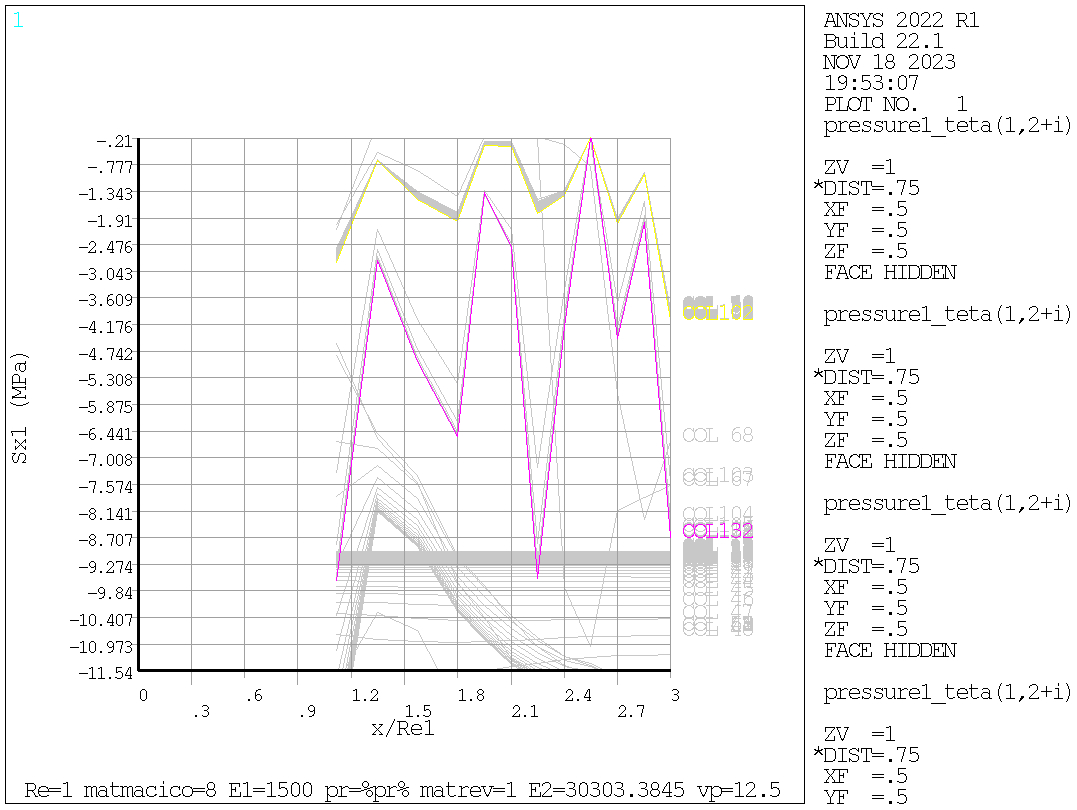 1
ANSYS 2022 R1
Build 22.1
NOV 18 2023
19:53:07
PLOT NO. 1
pressure1_teta(1,2+i)
ZV =1
*DIST=.75
XF =.5
YF =.5
ZF =.5
FACE HIDDEN
pressure1_teta(1,2+i)
ZV =1
*DIST=.75
XF =.5
YF =.5
ZF =.5
FACE HIDDEN
pressure1_teta(1,2+i)
ZV =1
*DIST=.75
XF =.5
YF =.5
ZF =.5
FACE HIDDEN
pressure1_teta(1,2+i)
ZV =1
*DIST=.75
XF =.5
YF =.5
Sx1 (MPa)
-.21
-.777
-1.343
-1.91
-2.476
-3.043
-3.609
-4.176
-4.742
-5.308
-5.875
-6.441
-7.008
-7.574
-8.141
-8.707
-9.274
-9.84
-10.407
-10.973
-11.54
COL 68
COL104
COL132
COL 47
0 .6 1.2 1.8 2.4 3
.3 .9 1.5 2.1 2.7
x/Re1
Re=1 matmacico=8 E1=1500 pr=%pr% matrev=1 E2=30303.3845 vp=12.5